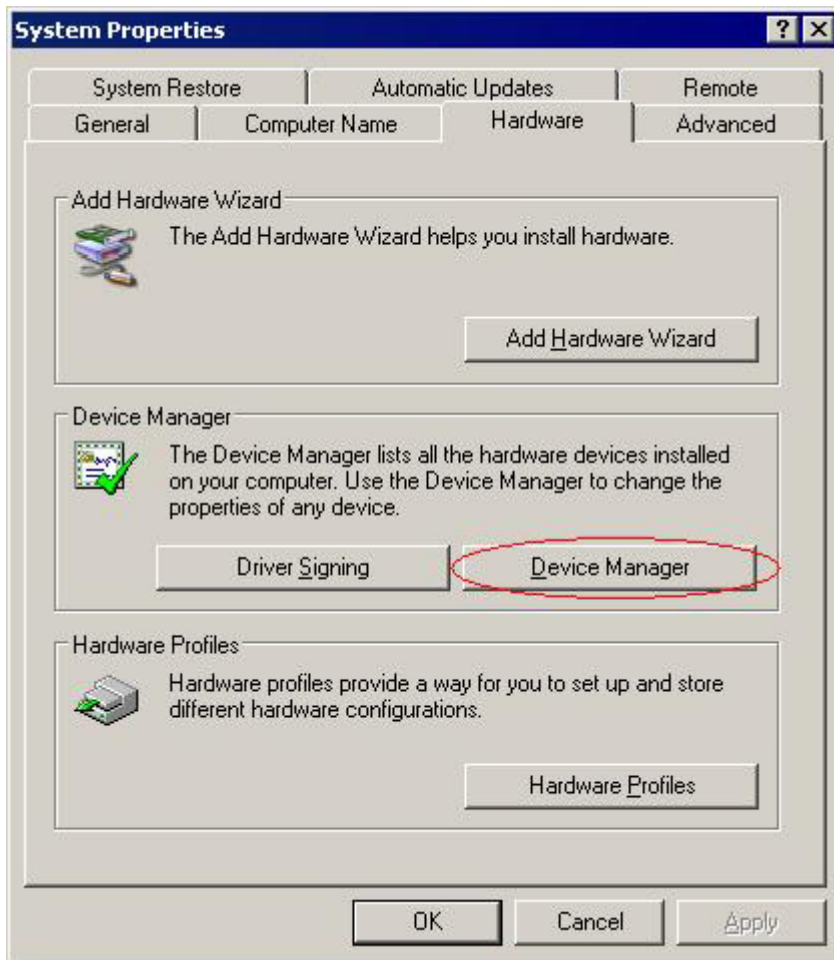 System Properties
System Restore
Automatic Updates
Remote
General
Computer Name
Hardware
Advanced
Add Hardware Wizard
The Add Hardware Wizard helps you install hardware.
Add Hardware Wizard
Device Manager
The Device Manager lists all the hardware devices installed
on your computer. Use the Device Manager to change the
properties of any device.
Driver Signing
Device Manager
Hardware Profiles
Hardware profiles provide a way for you to set up and store
different hardware configurations.
Hardware Profiles
OK
Cancel
Apply